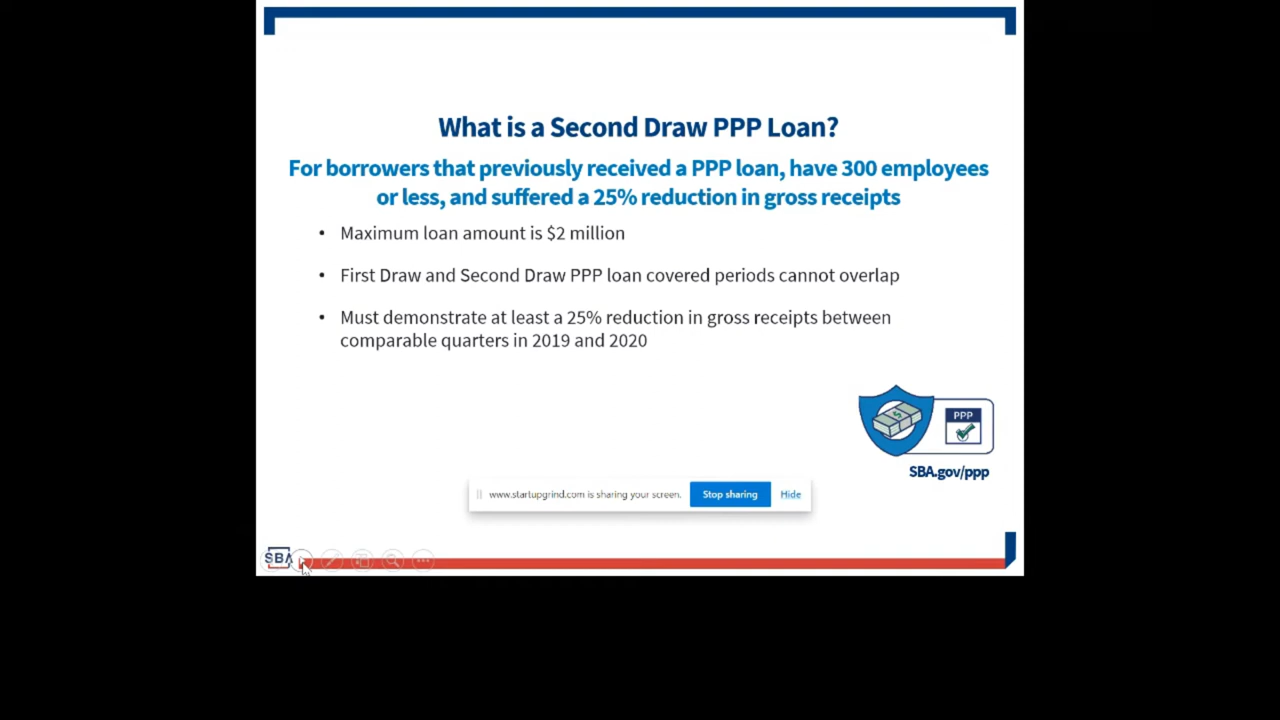 What is a Second Draw PPP Loan?
For borrowers that previously received a PPP loan, have 300 employees
or less, and suffered a 25% reduction in gross receipts
• Maximum loan amount is $2 million
• First Draw and Second Draw PPP loan covered periods cannot overlap
• Must demonstrate at least a 25% reduction in gross receipts between
comparable quarters in 2019 and 2020
PPP
SBA.gov/ppp
www.startupgrind.com is sharing your screen. Stop sharing Hide
SBA